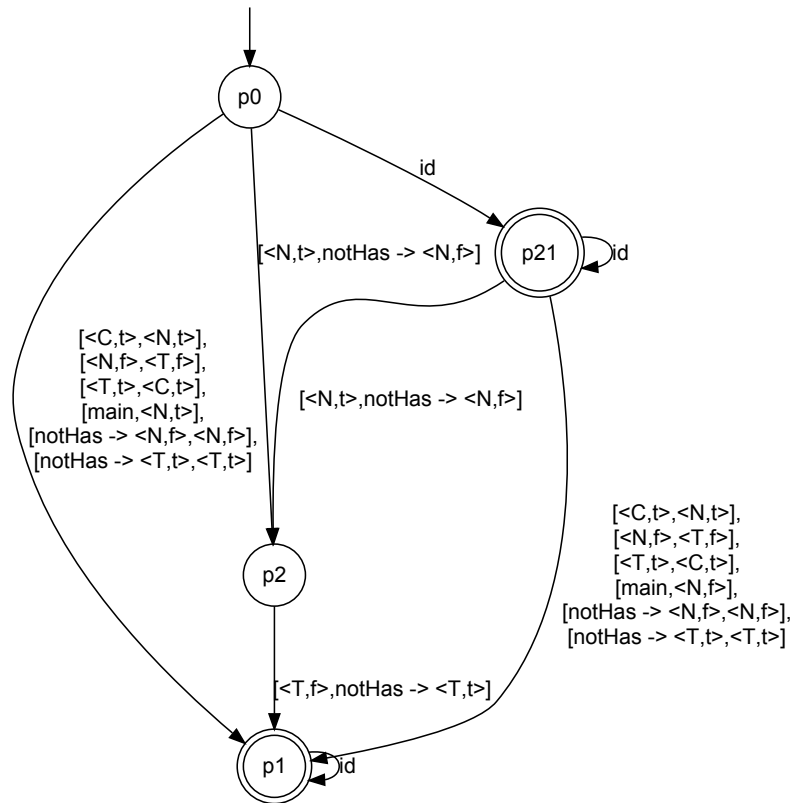 p0
id
[<N,t>,notHas -> <N,f>]
p21
id
[<C,t>,<N,t>],
[<N,f>,<T,f>],
[<T,t>,<C,t>],
[main,<N,t>],
[notHas -> <N,f>,<N,f>],
[notHas -> <T,t>,<T,t>]
[<N,t>,notHas -> <N,f>]
[<C,t>,<N,t>],
[<N,f>,<T,f>],
[<T,t>,<C,t>],
[main,<N,f>],
[notHas -> <N,f>,<N,f>],
[notHas -> <T,t>,<T,t>]
p2
[<T,f>,notHas -> <T,t>]
p1
id